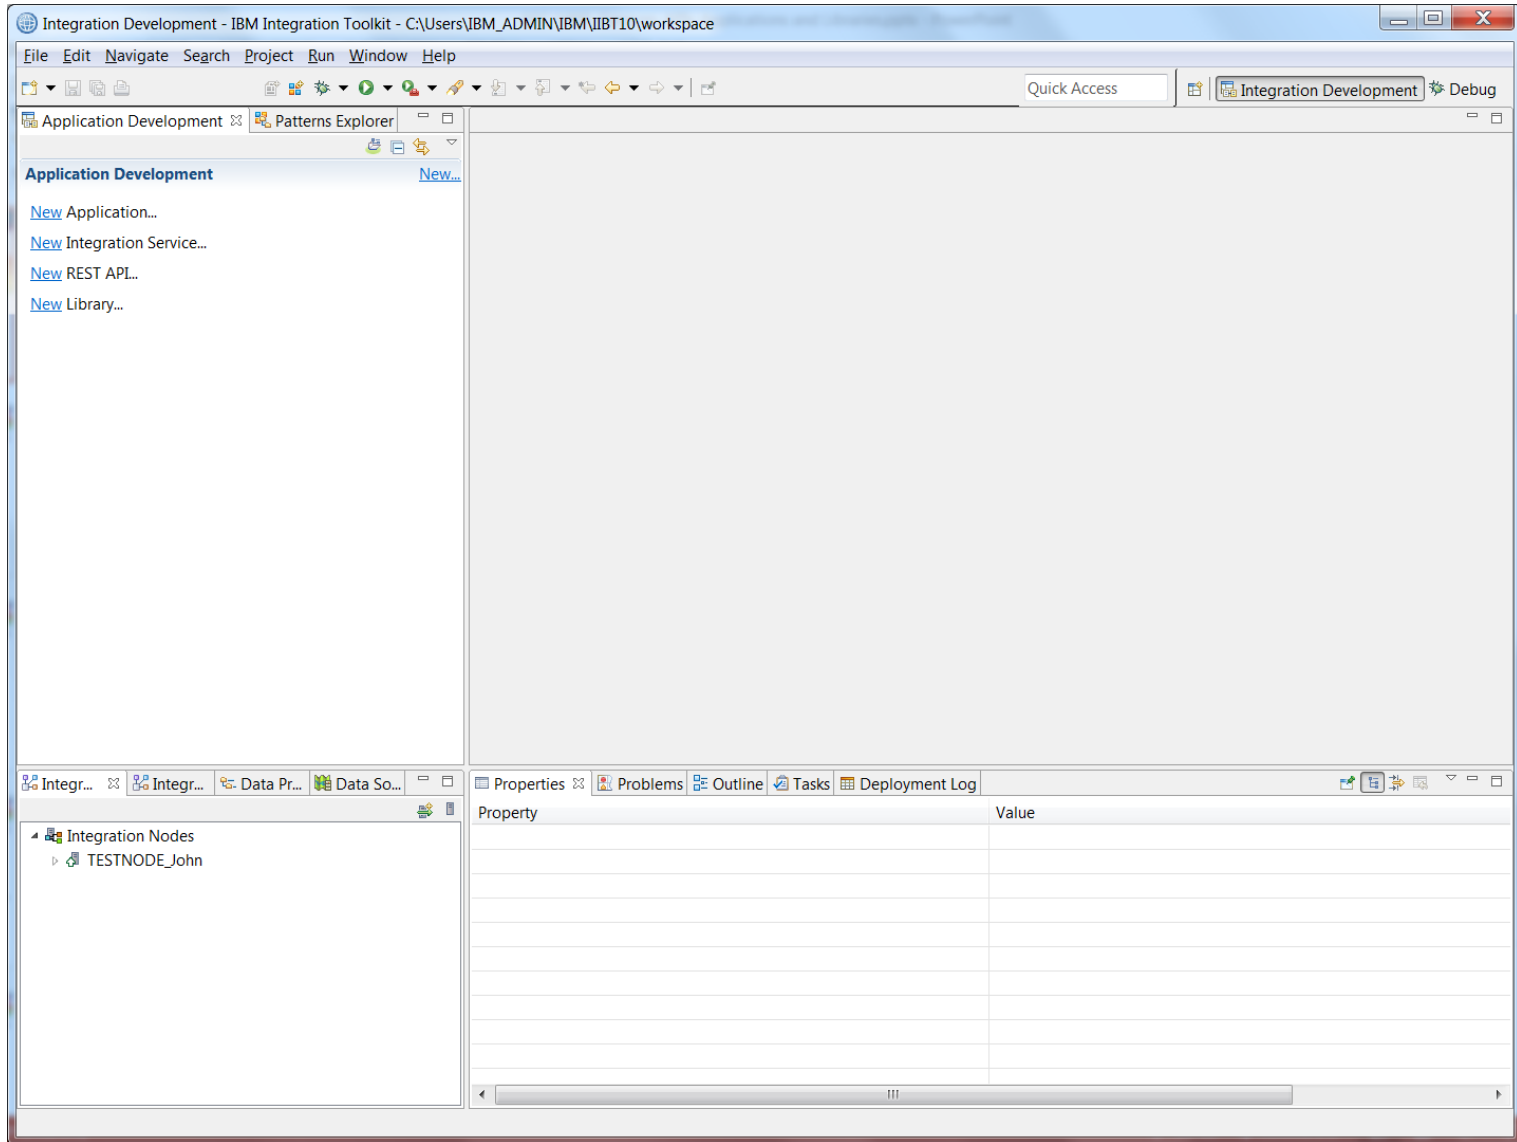 Integration Development - IBM Integration Toolkit - C:\Users\IBM_ADMIN\IBM\IIBT10\workspace
File Edit Navigate Search Project Run Window Help
Quick Access
Integration Development
Debug
Application Development
Patterns Explorer
Application Development
New...
New Application...
New Integration Service...
New REST API...
New Library...
Integr...
Integr...
Data Pr...
Data So...
Integration Nodes
TESTNODE_John
Properties
Problems
Outline
Tasks
Deployment Log
Property
Value